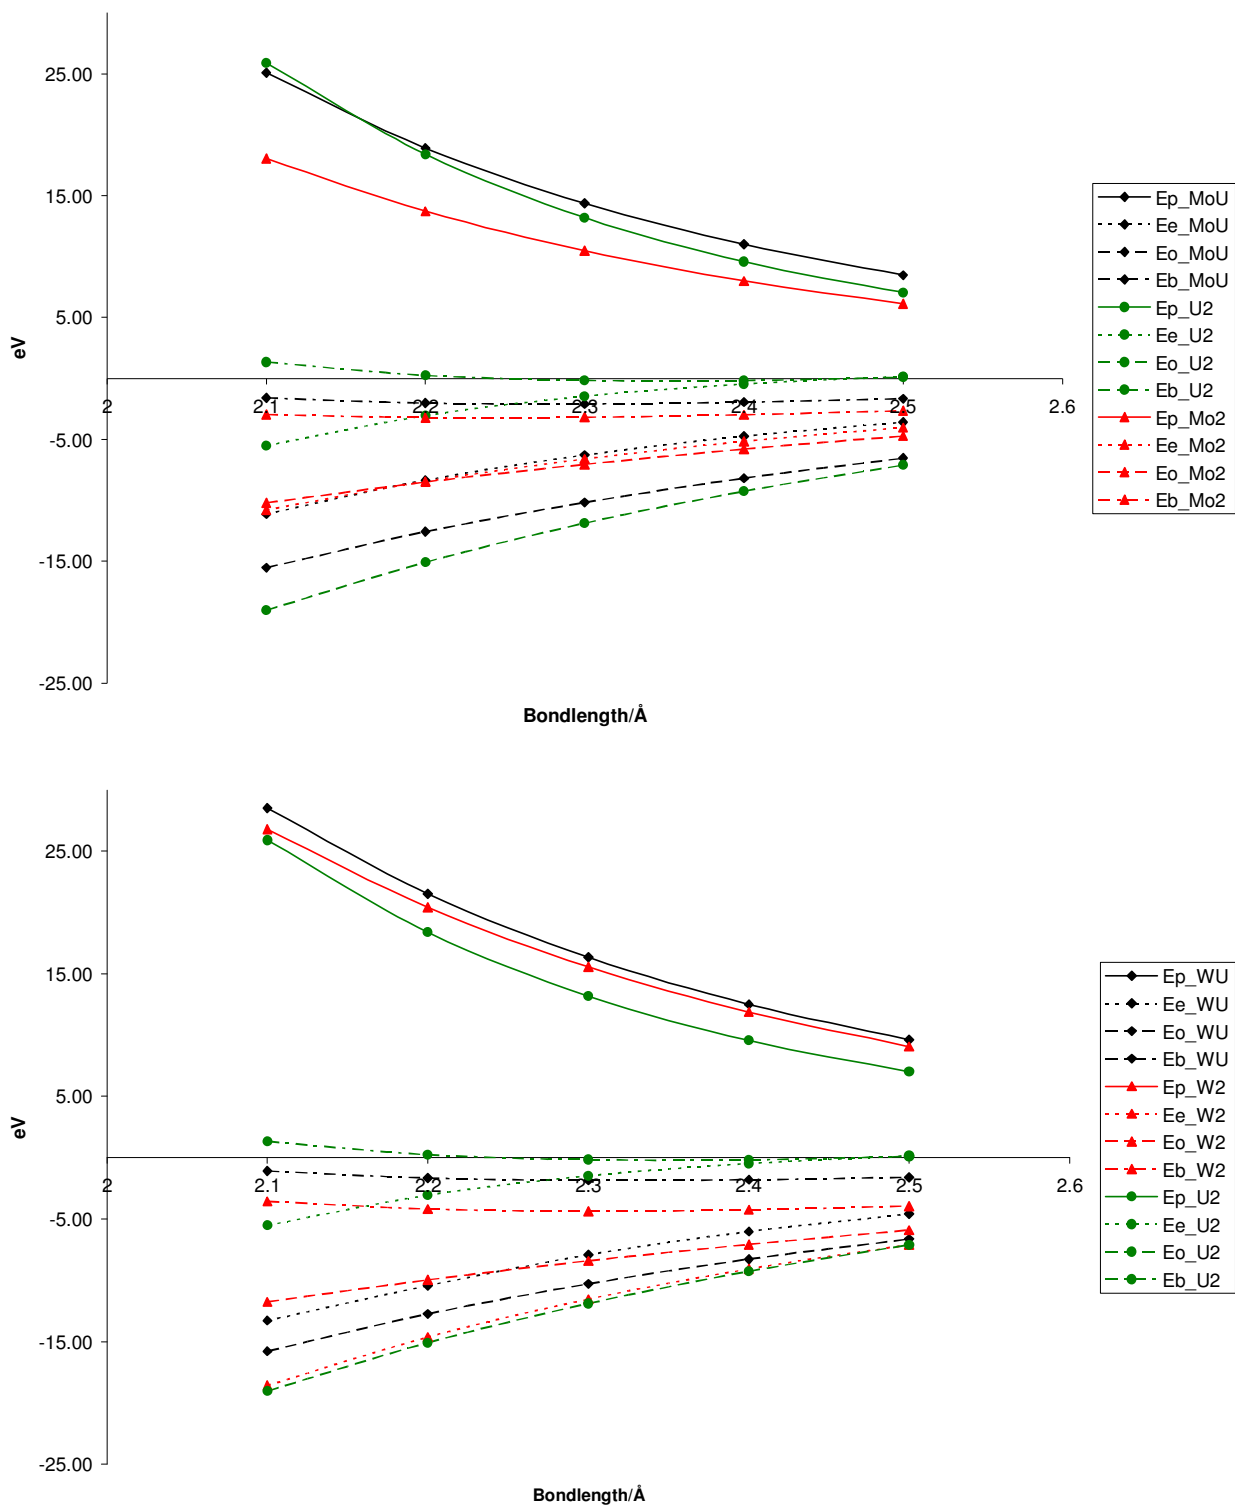 25.00
15.00
5.00
eV
2
2.1
2.2
2.3
2.4
2.5
2.6
-5.00
-15.00
-25.00
Bondlength/Å
Ep_MoU
Ee_MoU
Eo_MoU
Eb_MoU
Ep_U2
Ee_U2
Eo_U2
Eb_U2
Ep_Mo2
Ee_Mo2
Eo_Mo2
Eb_Mo2
25.00
15.00
5.00
eV
2
2.1
2.2
2.3
2.4
2.5
2.6
-5.00
-15.00
-25.00
Bondlength/Å
Ep_WU
Ee_WU
Eo_WU
Eb_WU
Ep_W2
Ee_W2
Eo_W2
Eb_W2
Ep_U2
Ee_U2
Eo_U2
Eb_U2